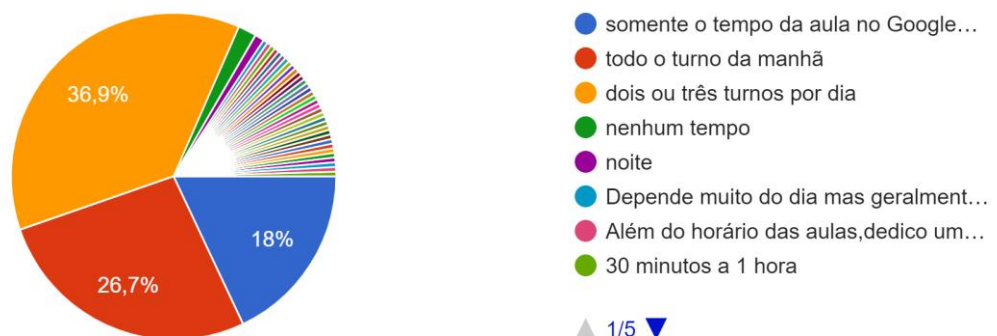 36,9%
26,7%
18%
somente o tempo da aula no Google…
todo o turno da manhã
dois ou três turnos por dia
nenhum tempo
noite
Depende muito do dia mas geralment…
Além do horário das aulas,dedico um…
30 minutos a 1 hora
1/5